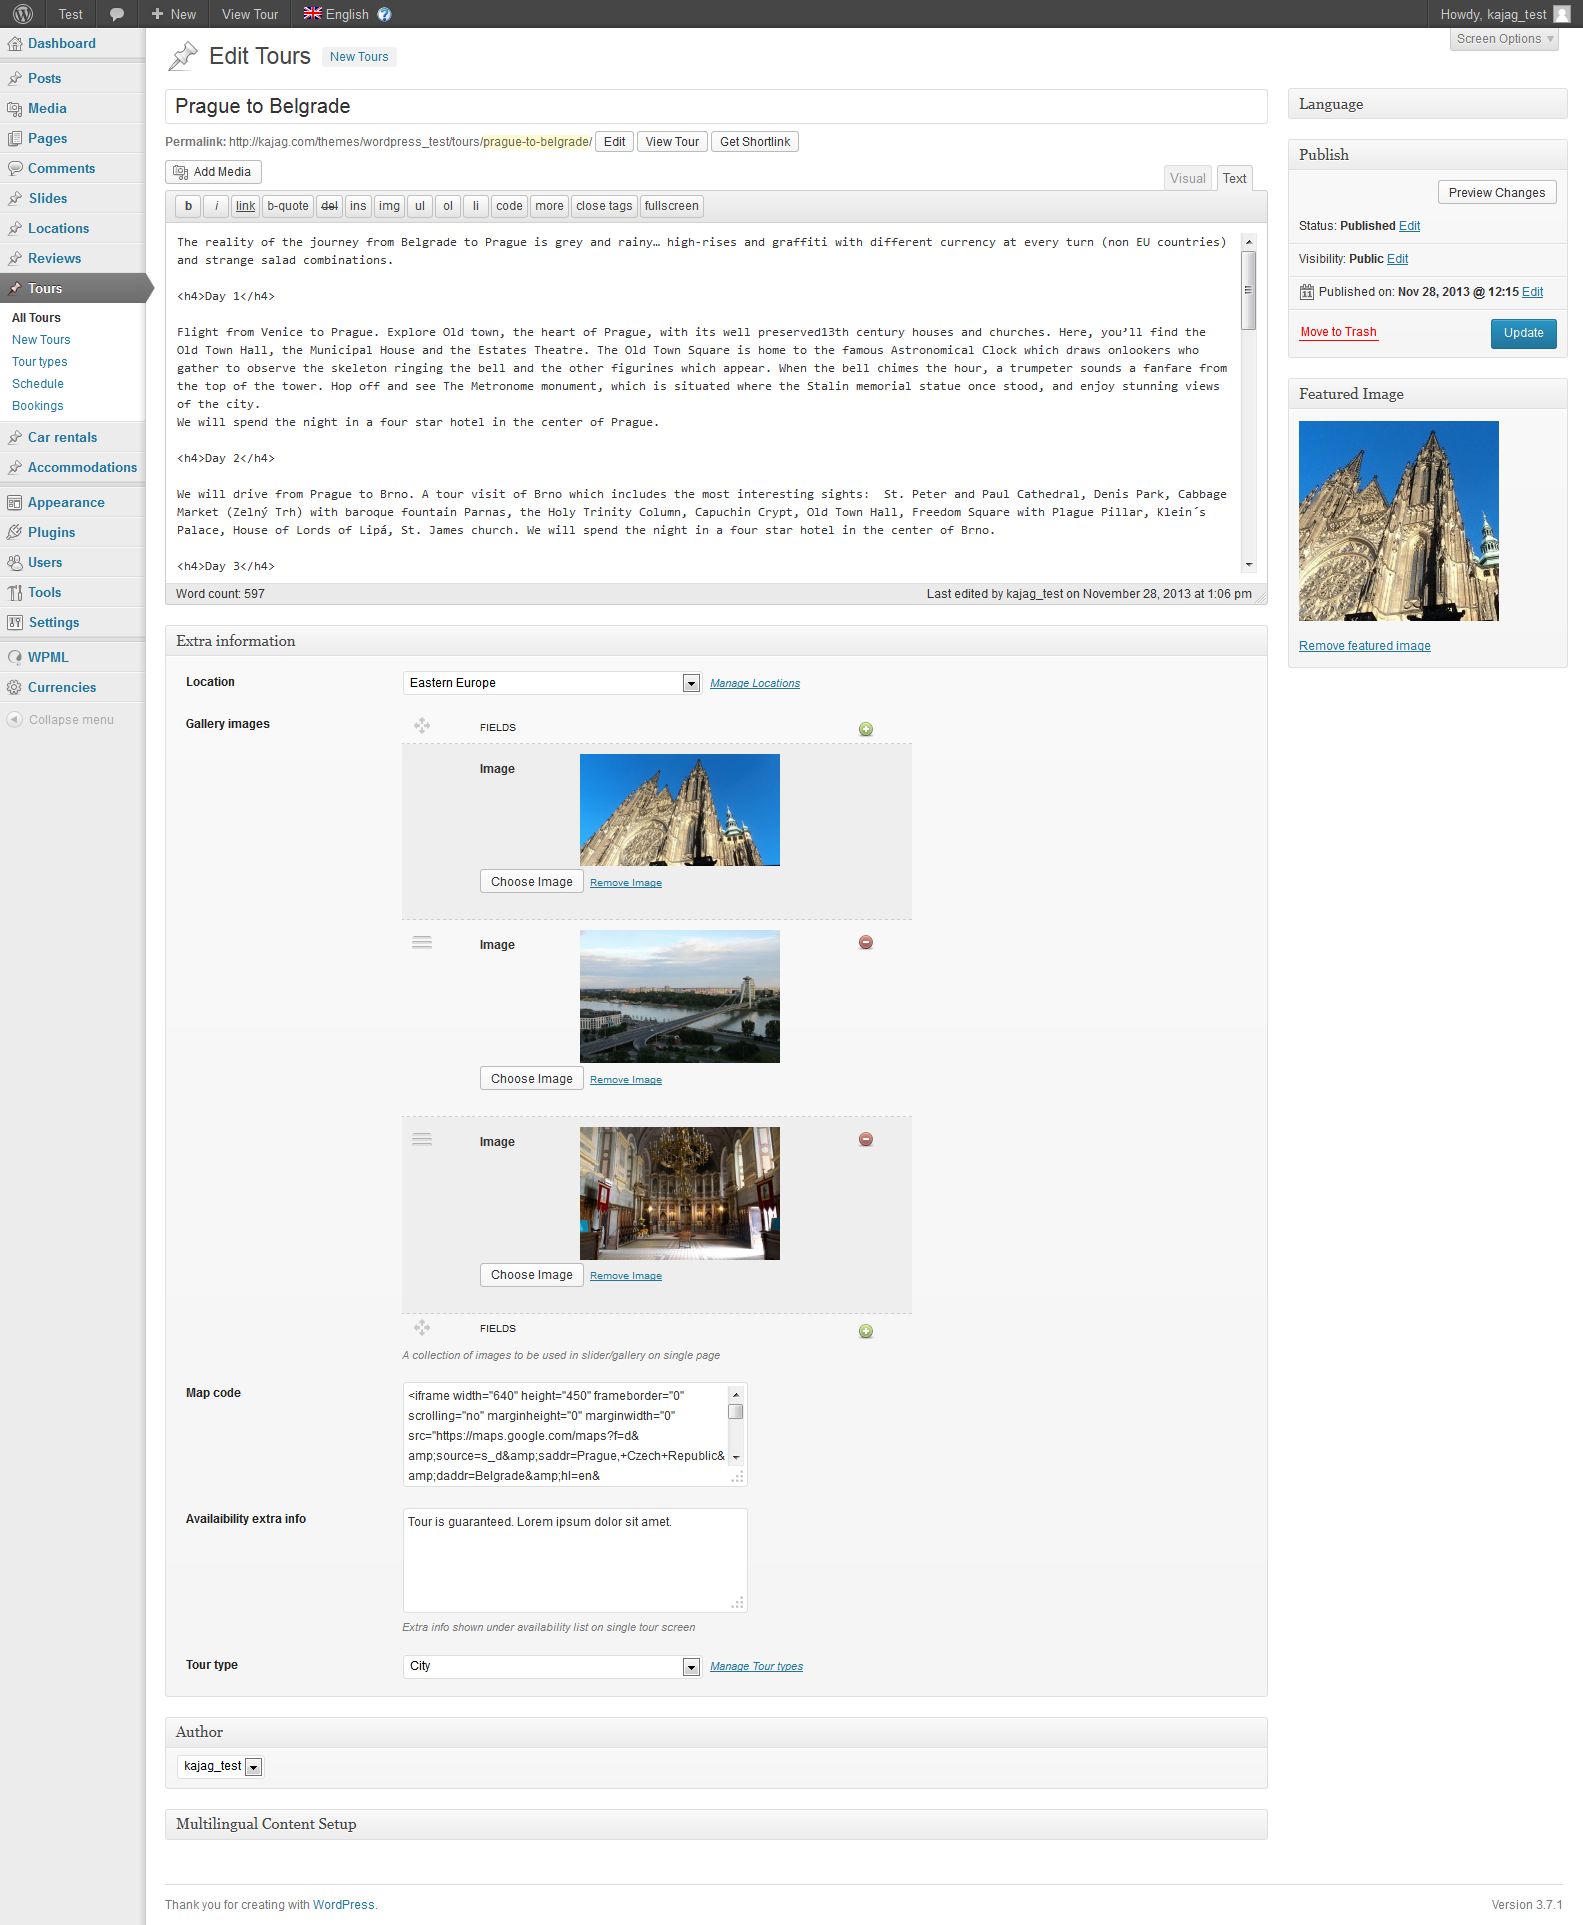 Test
New
View Tour
English
Howdy, kajag_test
Screen Options
Dashboard
Posts
Media
Pages
Comments
Slides
Locations
Reviews
Tours
All Tours
New Tours
Tour types
Schedule
Bookings
Car rentals
Accommodations
Appearance
Plugins
Users
Tools
Settings
WPML
Currencies
Collapse menu
Edit Tours New Tours
Prague to Belgrade
Permalink: http://kajag.com/themes/wordpress_test/tours/prague-to-belgrade/ Edit View Tour Get Shortlink
Add Media
Visual Text
b i link b-quote del ins img ul ol li code more close tags fullscreen
The reality of the journey from Belgrade to Prague is grey and rainy… high-rises and graffiti with different currency at every turn (non EU countries)
and strange salad combinations.
<h4>Day 1</h4>
Flight from Venice to Prague. Explore Old town, the heart of Prague, with its well preserved13th century houses and churches. Here, you’ll find the
Old Town Hall, the Municipal House and the Estates Theatre. The Old Town Square is home to the famous Astronomical Clock which draws onlookers who
gather to observe the skeleton ringing the bell and the other figurines which appear. When the bell chimes the hour, a trumpeter sounds a fanfare from
the top of the tower. Hop off and see The Metronome monument, which is situated where the Stalin memorial statue once stood, and enjoy stunning views
of the city.
We will spend the night in a four star hotel in the center of Prague.
<h4>Day 2</h4>
We will drive from Prague to Brno. A tour visit of Brno which includes the most interesting sights:  St. Peter and Paul Cathedral, Denis Park, Cabbage
Market (Zelný Trh) with baroque fountain Parnas, the Holy Trinity Column, Capuchin Crypt, Old Town Hall, Freedom Square with Plague Pillar, Klein´s
Palace, House of Lords of Lipá, St. James church. We will spend the night in a four star hotel in the center of Brno.
<h4>Day 3</h4>
Word count: 597
Last edited by kajag_test on November 28, 2013 at 1:06 pm
Extra information
Location
Eastern Europe
Manage Locations
Gallery images
FIELDS
Image
Choose Image Remove Image
Image
Choose Image Remove Image
Image
Choose Image Remove Image
FIELDS
A collection of images to be used in slider/gallery on single page
Map code
<iframe width="640" height="450" frameborder="0"
scrolling="no" marginheight="0" marginwidth="0"
src="https://maps.google.com/maps?f=d&
amp;source=s_d&amp;saddr=Prague,+Czech+Republic&
amp;daddr=Belgrade&amp;hl=en&
Availaibility extra info
Tour is guaranteed. Lorem ipsum dolor sit amet.
Extra info shown under availability list on single tour screen
Tour type
City
Manage Tour types
Author
kajag_test
Multilingual Content Setup
Language
Publish
Preview Changes
Status: Published Edit
Visibility: Public Edit
11 Published on: Nov 28, 2013 @ 12:15 Edit
Move to Trash
Update
Featured Image
Remove featured image
Thank you for creating with WordPress.
Version 3.7.1